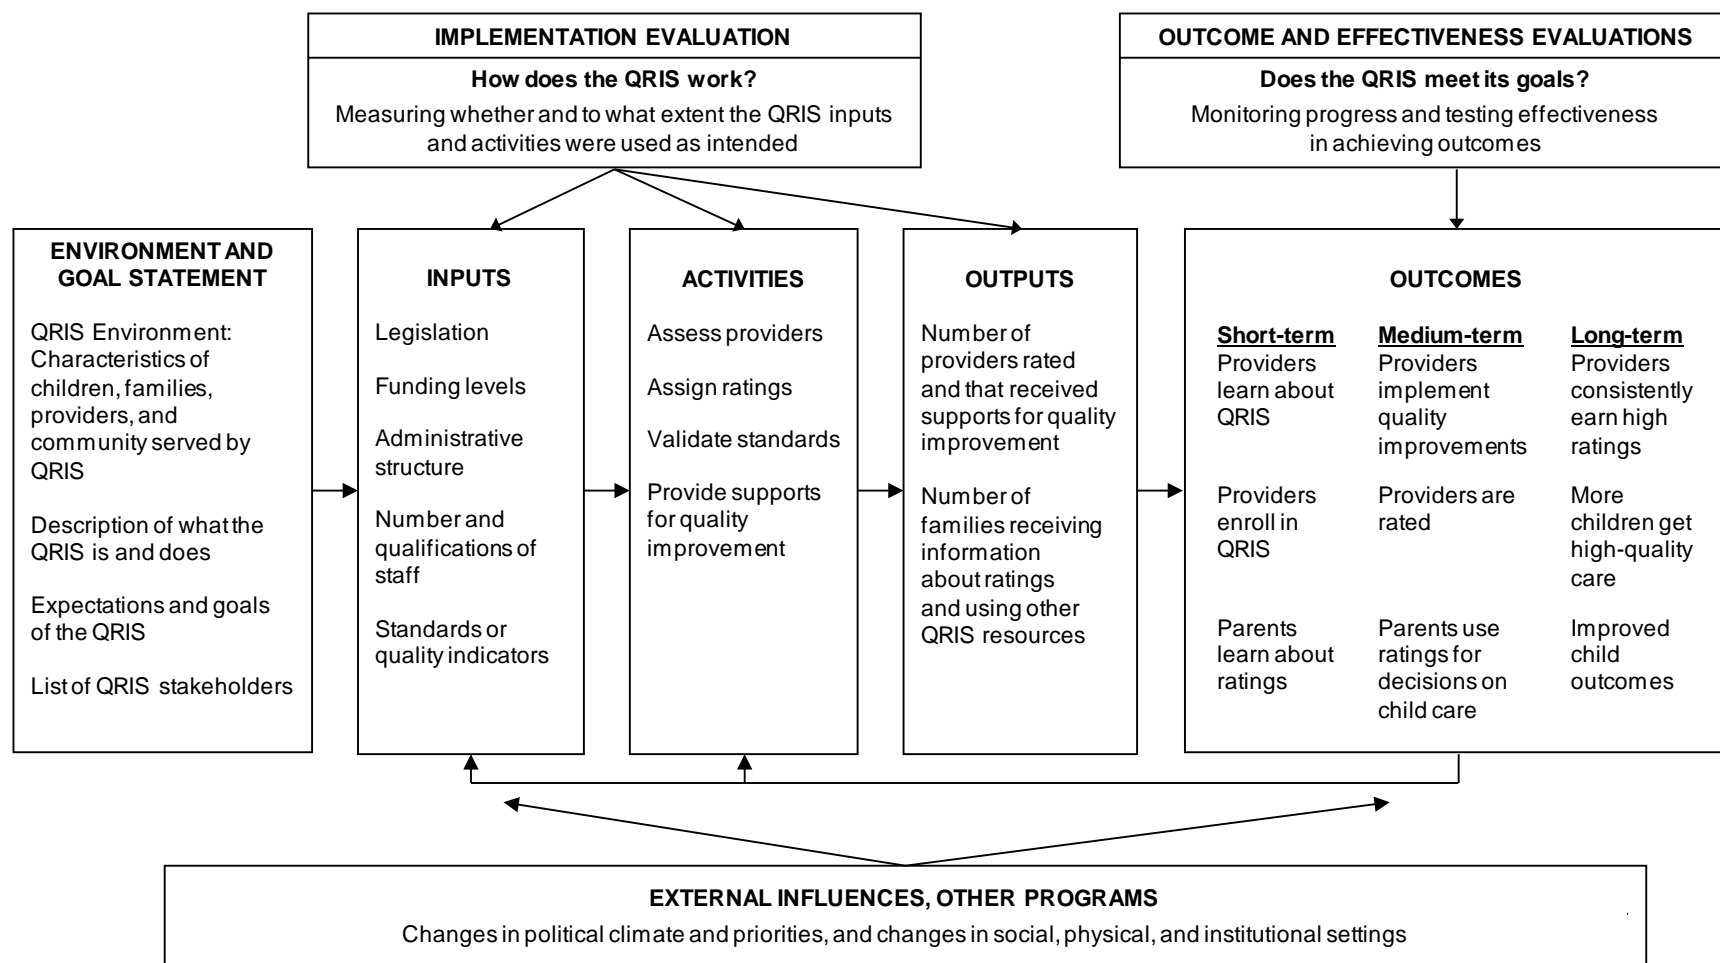 IMPLEMENTATION EVALUATION
How does the QRIS work?
Measuring whether and to what extent the QRIS inputs
and activities were used as intended
OUTCOME AND EFFECTIVENESS EVALUATIONS
Does the QRIS meet its goals?
Monitoring progress and testing effectiveness
in achieving outcomes
ENVIRONMENT AND
GOAL STATEMENT
QRIS Environment:
Characteristics of
children, families,
providers, and
community served by
QRIS
Description of what the
QRIS is and does
Expectations and goals
of the QRIS
List of QRIS stakeholders
INPUTS
Legislation
Funding levels
Administrative
structure
Number and
qualifications of
staff
Standards or
quality indicators
ACTIVITIES
Assess providers
Assign ratings
Validate standards
Provide supports
for quality
improvement
OUTPUTS
Number of
providers rated
and that received
supports for quality
improvement
Number of
families receiving
information
about ratings
and using other
QRIS resources
OUTCOMES
Short-term
Providers
learn about
QRIS
Providers
enroll in
QRIS
Parents
learn about
ratings
Medium-term
Providers
implement
quality
improvements
Providers are
rated
Parents use
ratings for
decisions on
child care
Long-term
Providers
consistently
earn high
ratings
More
children get
high-quality
care
Improved
child
outcomes
EXTERNAL INFLUENCES, OTHER PROGRAMS
Changes in political climate and priorities, and changes in social, physical, and institutional settings